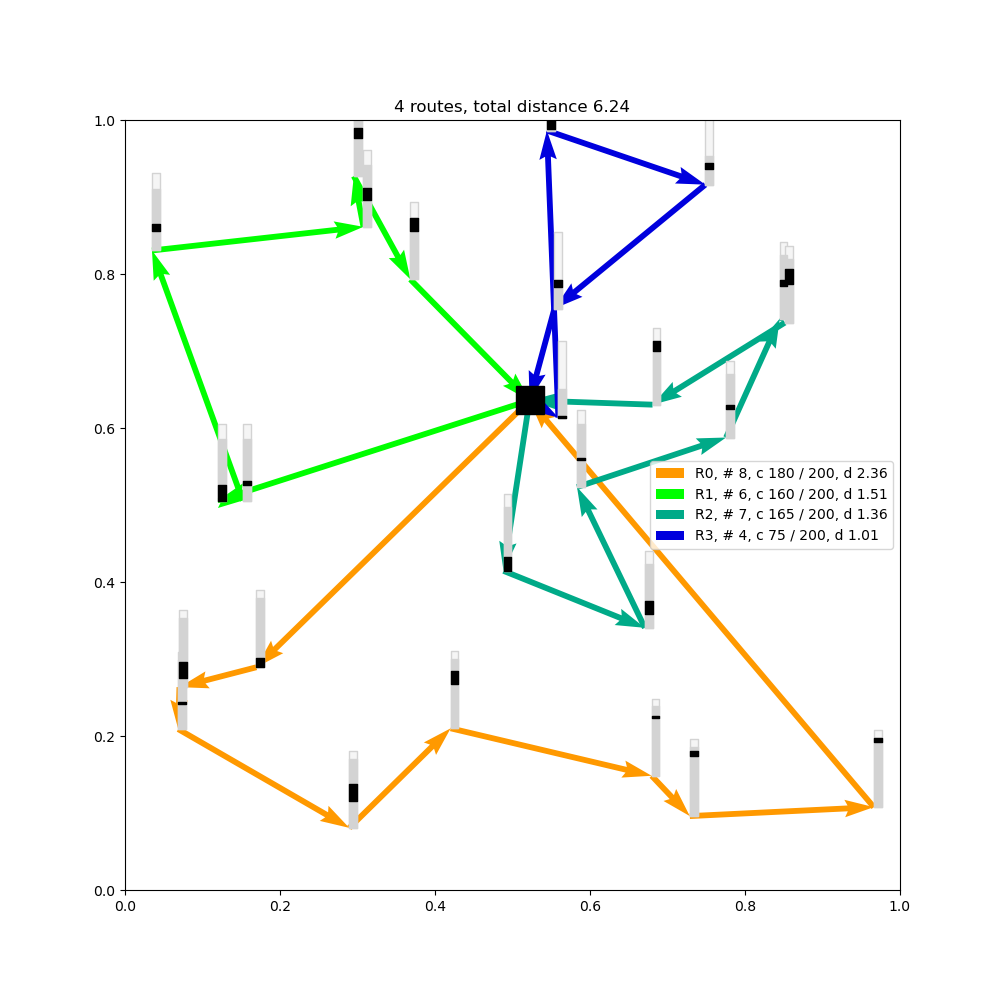 4 routes, total distance 6.24
1.0
0.8
0.6
0.4
0.2
0.0
R0, # 8, c 180 / 200, d 2.36
R1, # 6, c 160 / 200, d 1.51
R2, # 7, c 165 / 200, d 1.36
R3, # 4, c 75 / 200, d 1.01
0.0 0.2 0.4 0.6 0.8 1.0